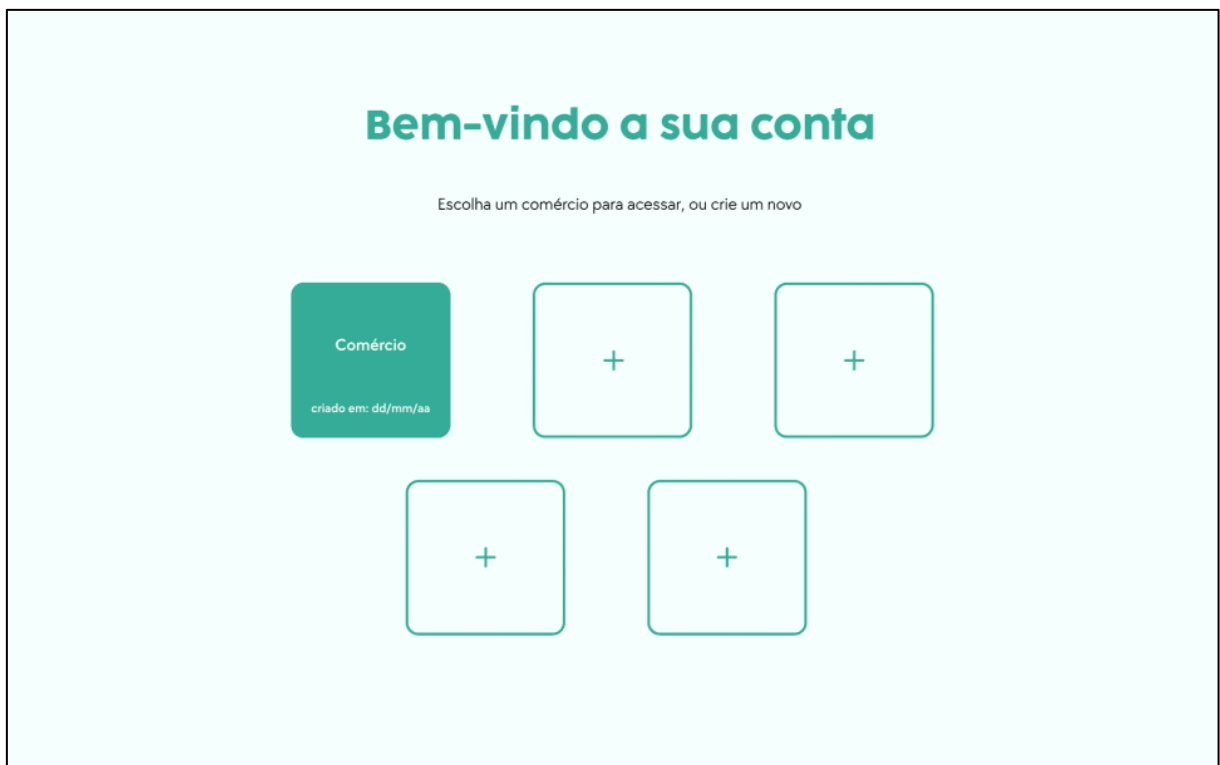 Bem-vindo a sua conta
Escolha um comércio para acessar, ou crie um novo
Comércio
+
+
criado em: dd/mm/aa
+
+